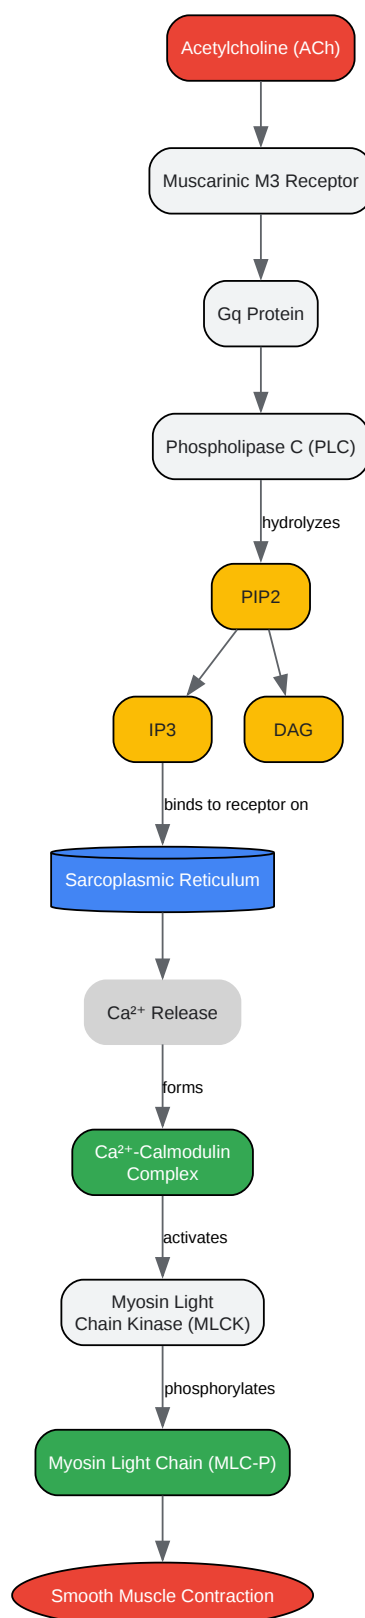 Acetylcholine (ACh)
Muscarinic M3 Receptor
Gq Protein
Phospholipase C (PLC)
hydrolyzes
PIP2
IP3
DAG
binds to receptor on
Sarcoplasmic Reticulum
Ca²⁺ Release
forms
Ca²⁺-Calmodulin
Complex
activates
Myosin Light
Chain Kinase (MLCK)
phosphorylates
Myosin Light Chain (MLC-P)
Smooth Muscle Contraction